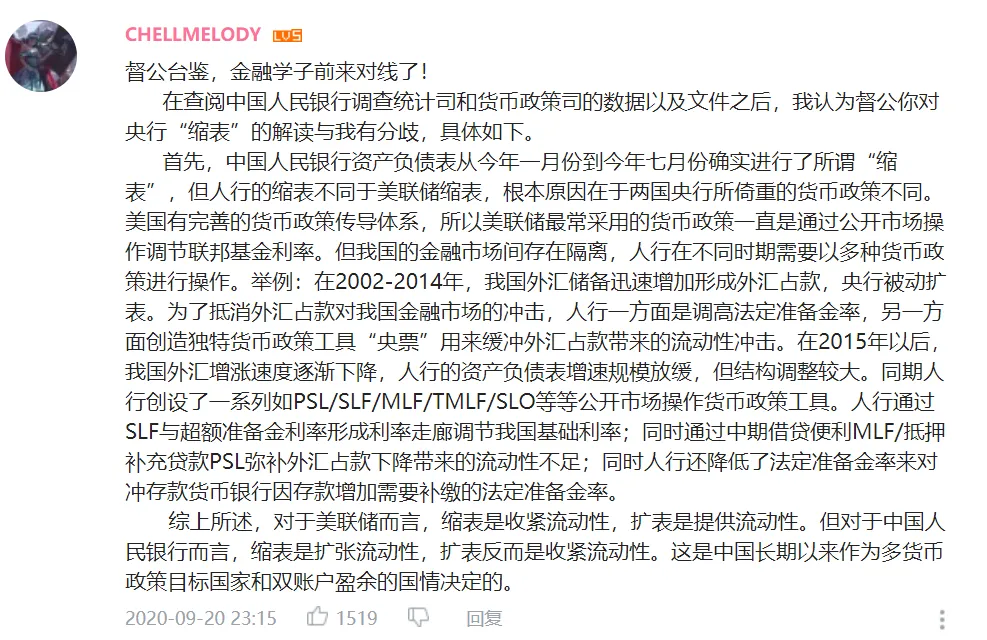 CHELLMELODY LV5
督公台鉴，金融学子前来对线了！
在查阅中国人民银行调查统计司和货币政策司的数据以及文件之后，我认为督公你对
央行“缩表”的解读与我有分歧，具体如下。
首先，中国人民银行资产负债表从今年一月份到今年七月份确实进行了所谓“缩
表”，但人行的缩表不同于美联储缩表，根本原因在于两国央行所倚重的货币政策不同。
美国有完善的货币政策传导体系，所以美联储最常采用的货币政策一直是通过公开市场操
作调节联邦基金利率。但我国的金融市场间存在隔离，人行在不同时期需要以多种货币政
策进行操作。举例：在2002-2014年，我国外汇储备迅速增加形成外汇占款，央行被动扩
表。为了抵消外汇占款对我国金融市场的冲击，人行一方面是调高法定准备金率，另一方
面创造独特货币政策工具“央票”用来缓冲外汇占款带来的流动性冲击。在2015年以后，
我国外汇增涨速度逐渐下降，人行的资产负债表增速规模放缓，但结构调整较大。同期人
行创设了一系列如PSL/SLF/MLF/TMLF/SLO等等公开市场操作货币政策工具。人行通过
SLF与超额准备金利率形成利率走廊调节我国基础利率；同时通过中期借贷便利MLF/抵押
补充贷款PSL弥补外汇占款下降带来的流动性不足；同时人行还降低了法定准备金率来对
冲存款货币银行因存款增加需要补缴的法定准备金率。
综上所述，对于美联储而言，缩表是收紧流动性，扩表是提供流动性。但对于中国人
民银行而言，缩表是扩张流动性，扩表反而是收紧流动性。这是中国长期以来作为多货币
政策目标国家和双账户盈余的国情决定的。
2020-09-20 23:15 1519 回复